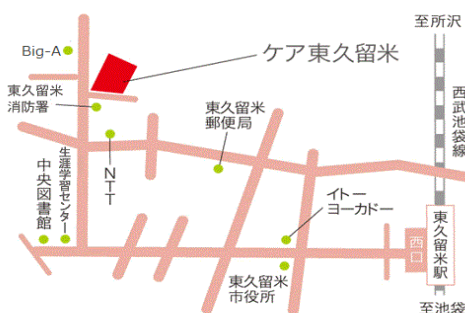 至所沢
Big-A
ケア東久留米
東久留米
消防署
西武池袋線
東久留米
郵便局
NTT
生涯学習センター
中央図書館
イトー
ヨーカドー
東久留米駅
西口
東久留米
市役所
至池袋